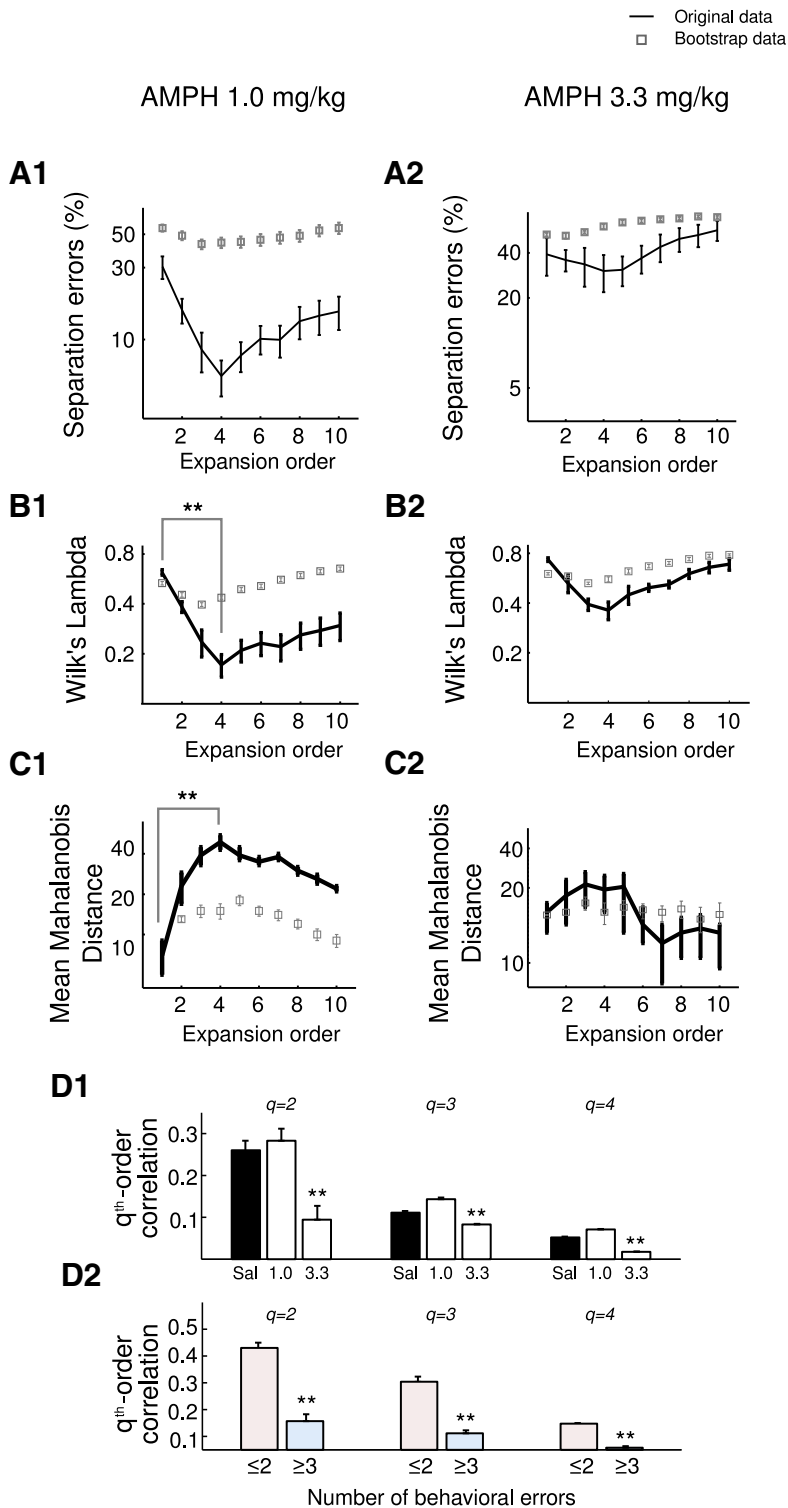 Original data
Bootstrap data
AMPH 1.0 mg/kg
AMPH 3.3 mg/kg
A1
Separation errors (%)
50
30
10
2 4 6 8 10
Expansion order
A2
Separation errors (%)
40
20
5
2 4 6 8 10
Expansion order
B1
Wilk's Lambda
**
0.8
0.4
0.2
2 4 6 8 10
Expansion order
B2
Wilk's Lambda
0.8
0.4
0.2
2 4 6 8 10
Expansion order
C1
Mean Mahalanobis
Distance
**
40
20
10
2 4 6 8 10
Expansion order
C2
Mean Mahalanobis
Distance
40
20
10
2 4 6 8 10
Expansion order
D1
qth-order
correlation
q=2 q=3 q=4
0.3
0.2
0.1
** ** **
Sal 1.0 3.3 Sal 1.0 3.3 Sal 1.0 3.3
D2
qth-order
correlation
q=2 q=3 q=4
0.5
0.4
0.3
0.2
0.1
** ** **
≤2 ≥3 ≤2 ≥3 ≤2 ≥3
Number of behavioral errors